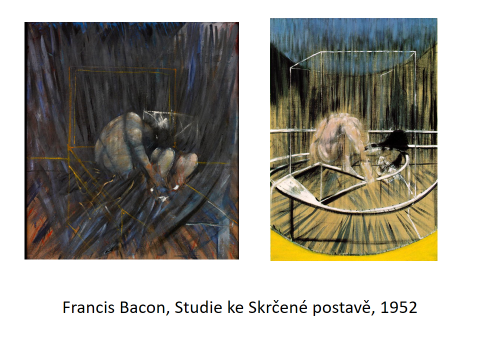 Francis Bacon, Studie ke Skrčené postavě, 1952